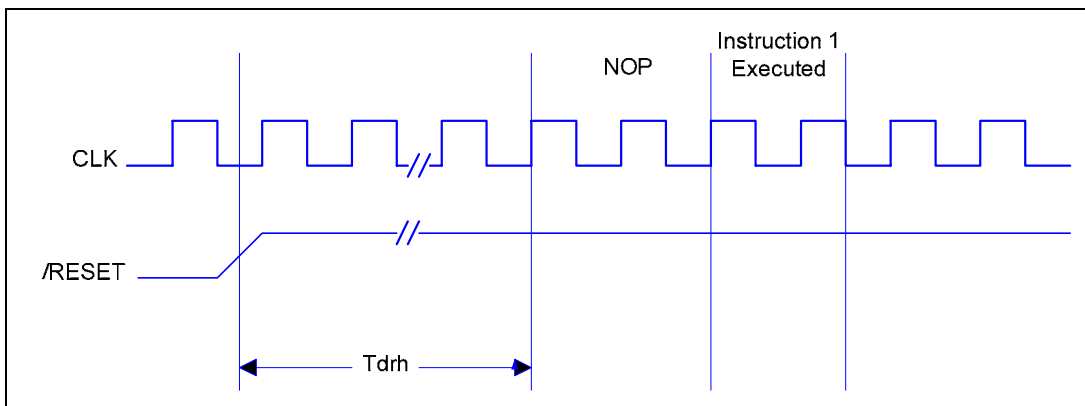 Instruction 1
Executed
NOP
CLK
/RESET
Tdrh